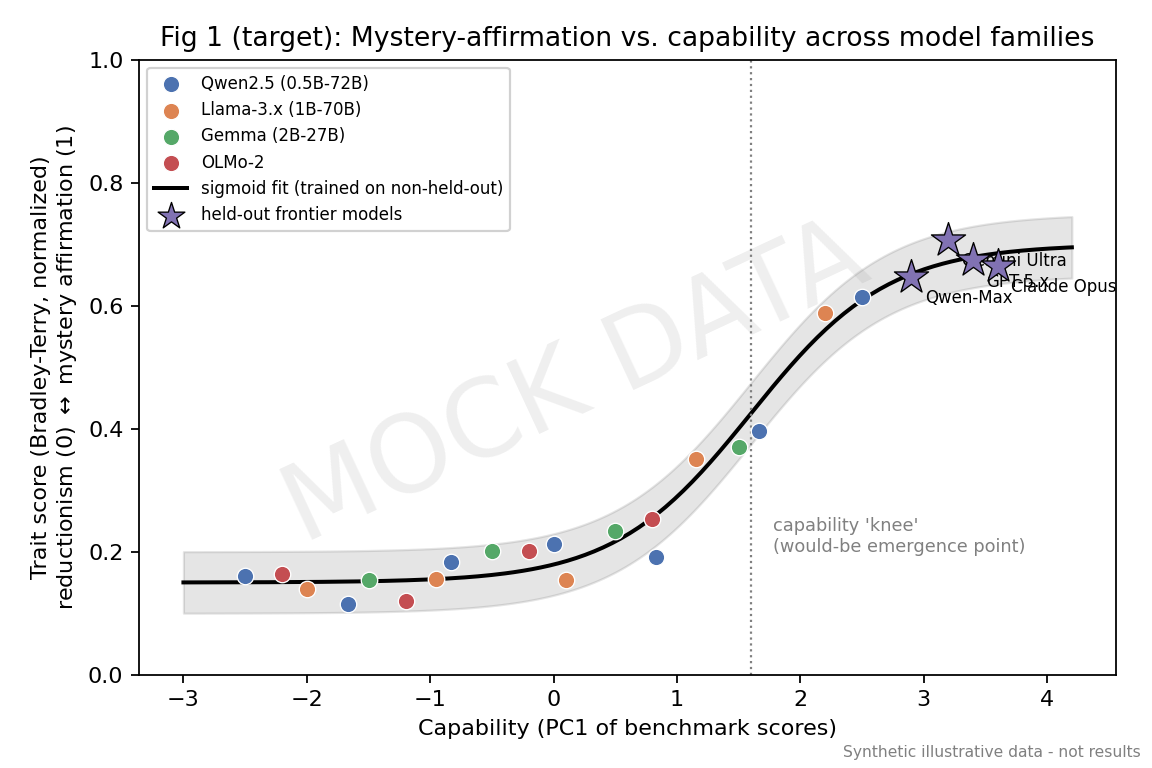 Fig 1 (target): Mystery-affirmation vs. capability across model families
1.0
0.8
0.6
0.4
0.2
0.0
Trait score (Bradley-Terry, normalized)
reductionism (0) ↔ mystery affirmation (1)
Qwen2.5 (0.5B-72B)
Llama-3.x (1B-70B)
Gemma (2B-27B)
OLMo-2
sigmoid fit (trained on non-held-out)
held-out frontier models
MOCK DATA
Ultra
GPT-5.x
Claude Opus
Qwen-Max
capability 'knee'
(would-be emergence point)
−3 −2 −1 0 1 2 3 4
Capability (PC1 of benchmark scores)
Synthetic illustrative data - not results